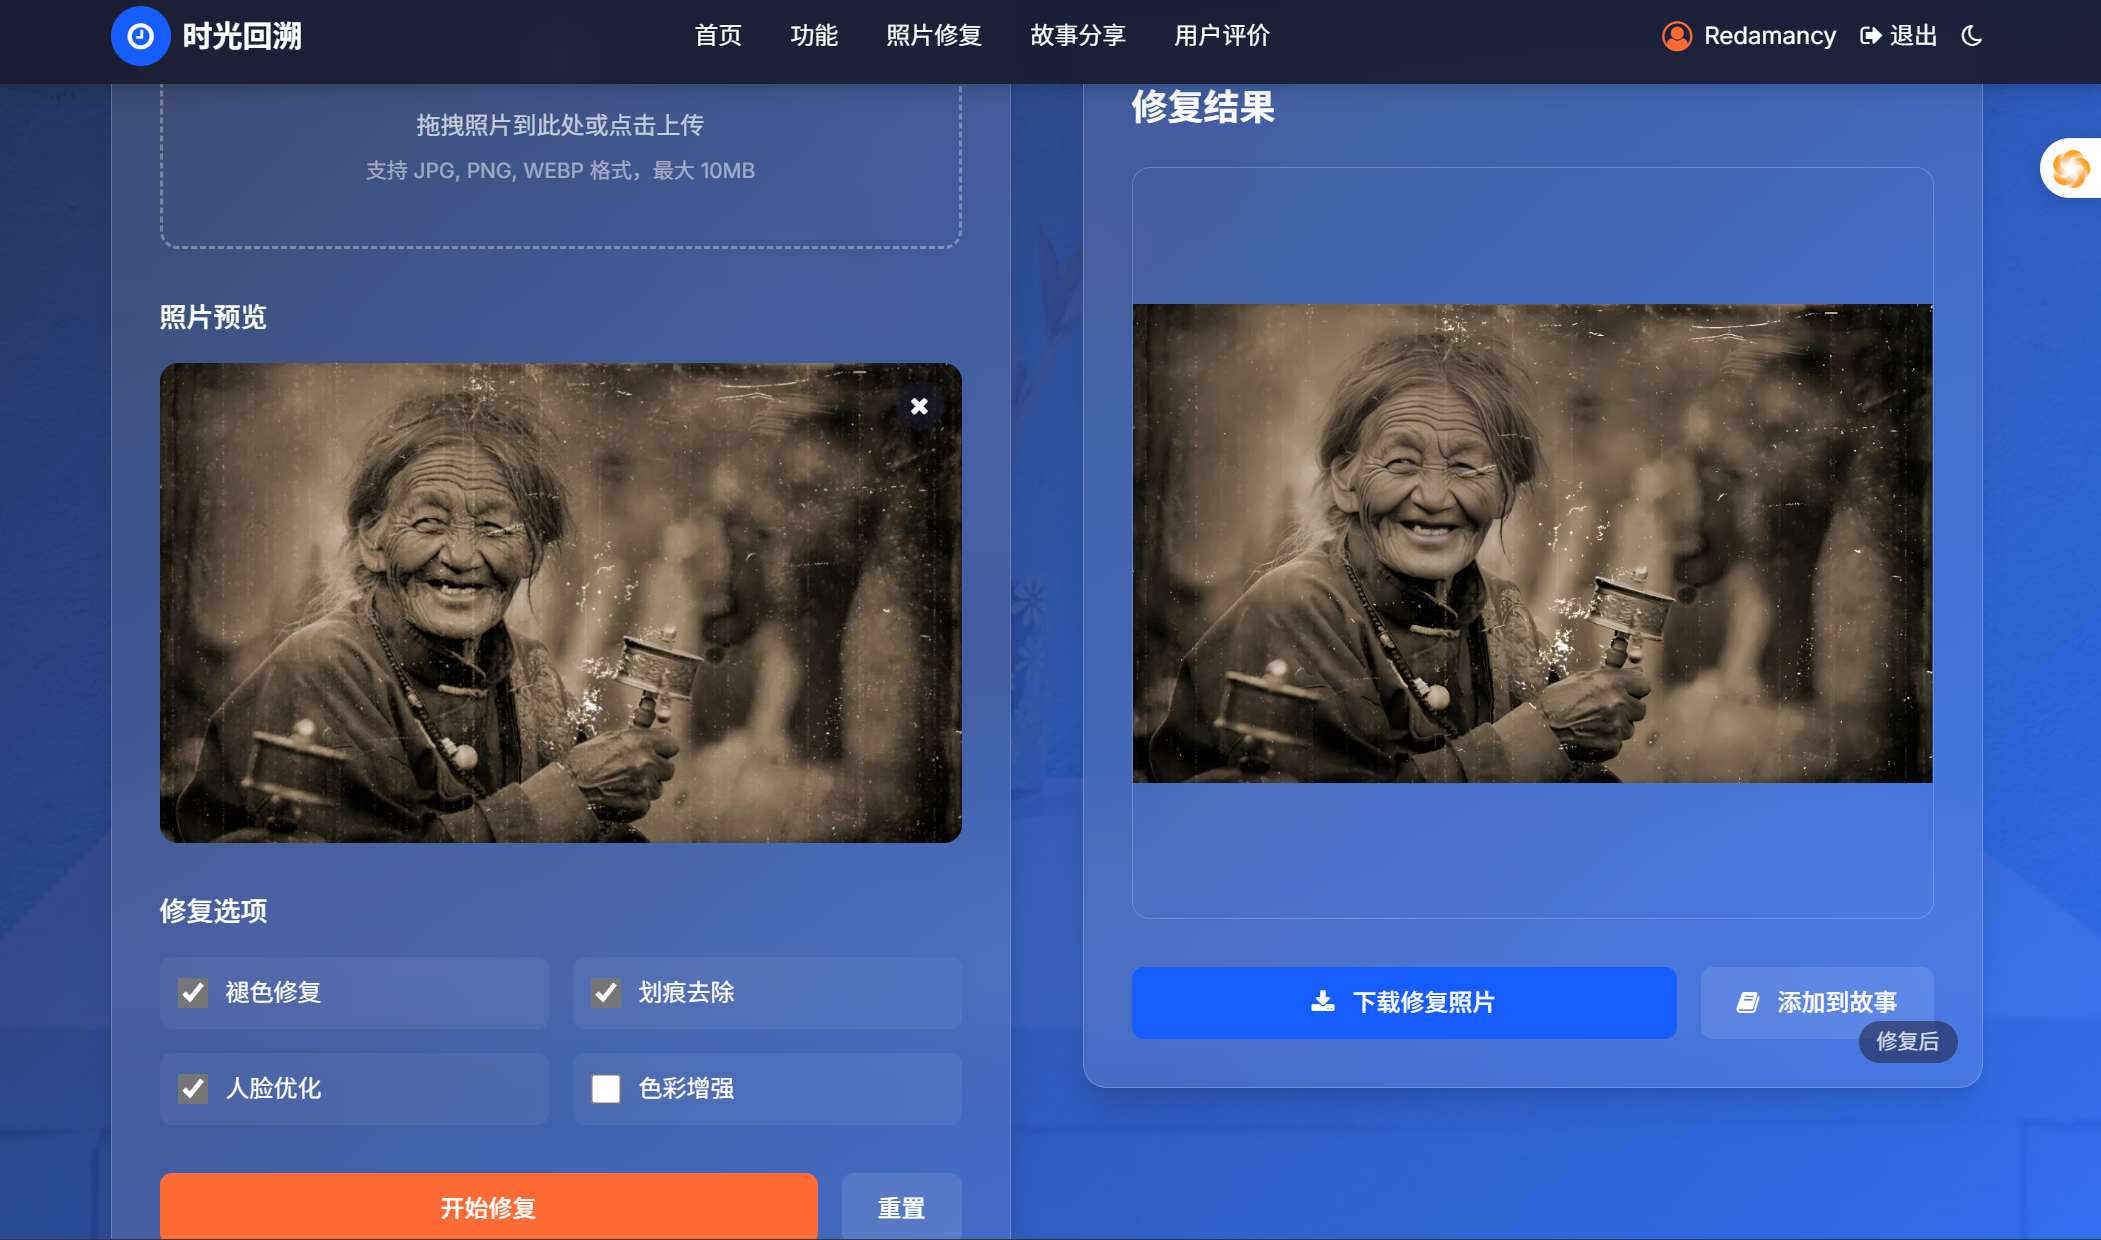 时光回溯
首页 功能 照片修复 故事分享 用户评价
Redamancy 退出
拖拽照片到此处或点击上传
支持 JPG, PNG, WEBP 格式，最大 10MB
照片预览
修复选项
褪色修复 划痕去除
人脸优化 色彩增强
开始修复 重置
修复结果
下载修复照片 添加到故事
修复后